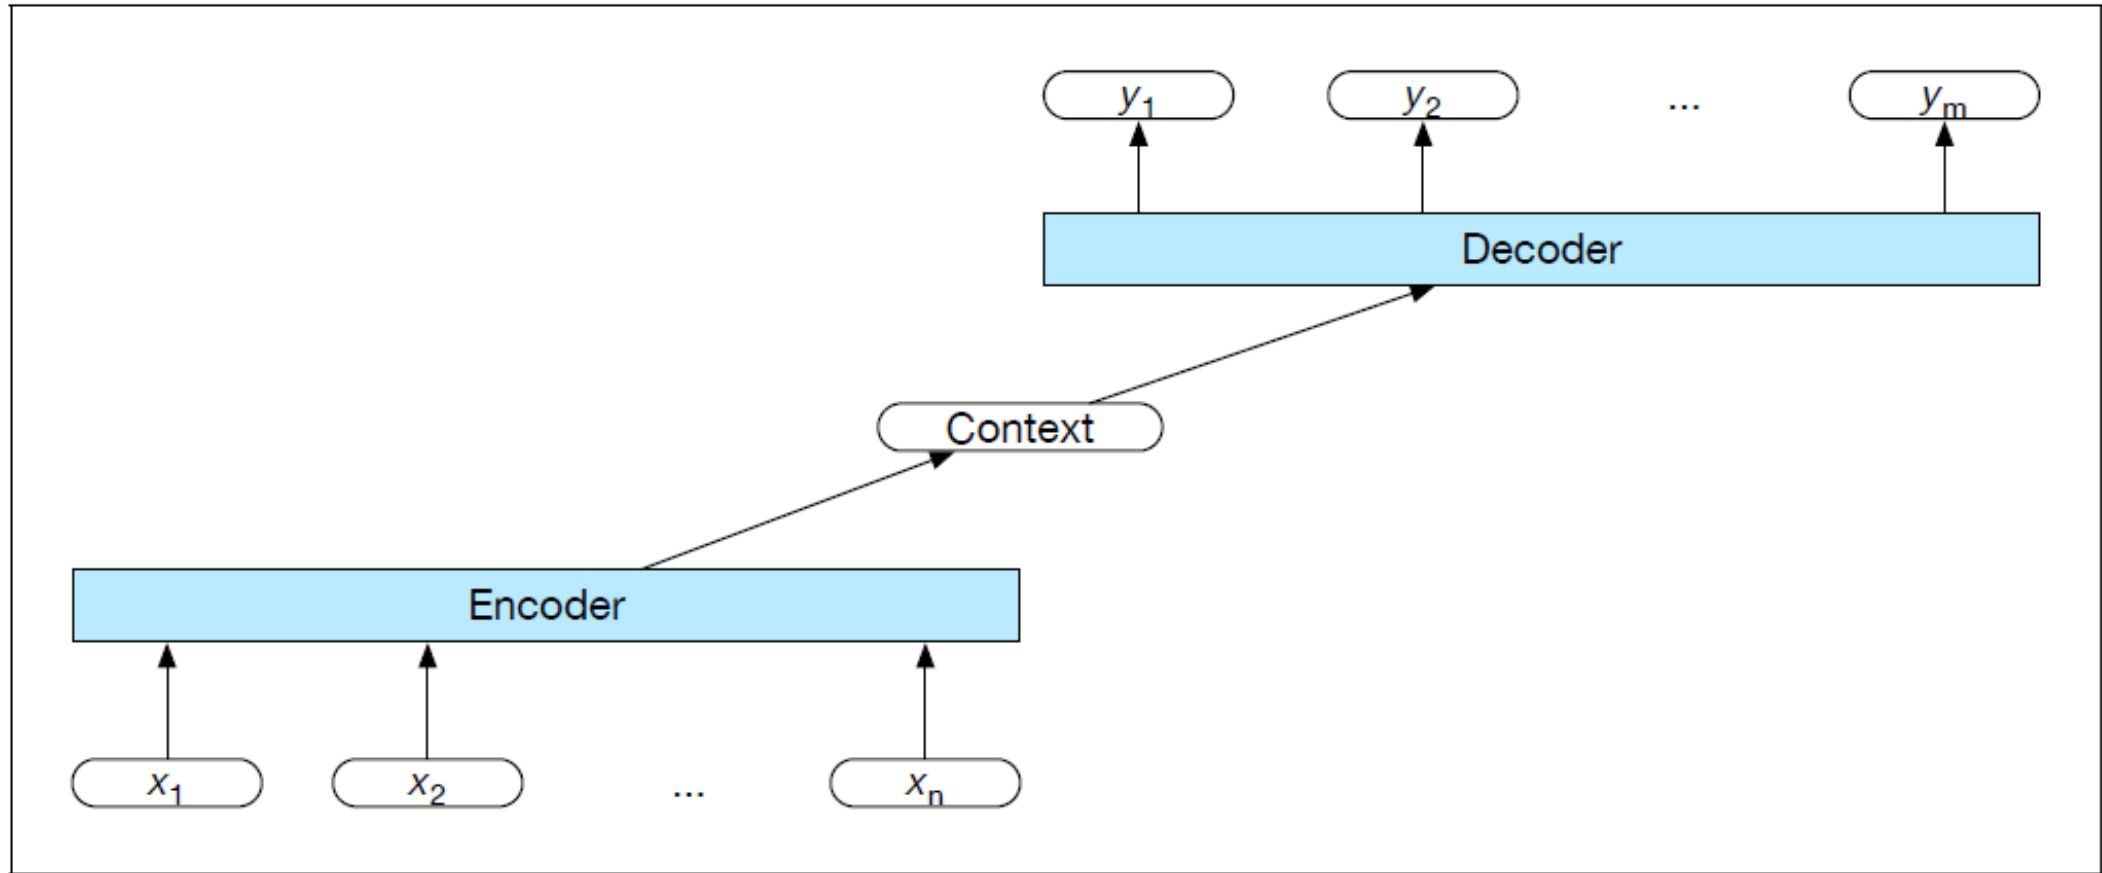 y1 y2 ... ym
Decoder
Context
Encoder
x1 x2 ... xn